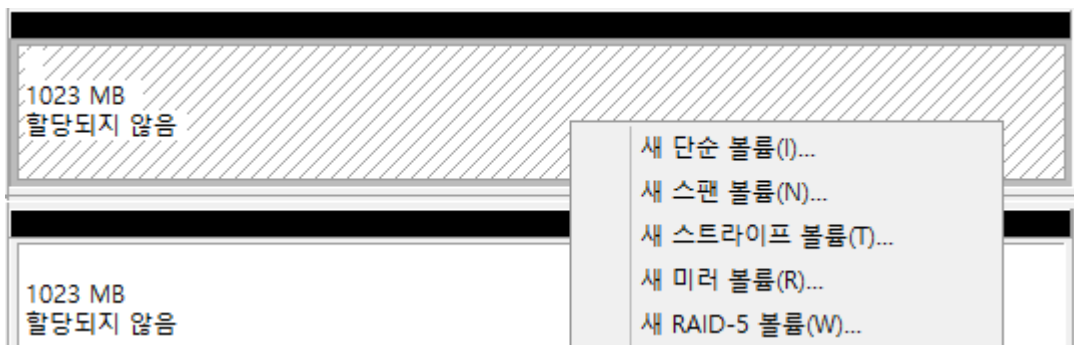 1023 MB
할당되지 않음
새 단순 볼륨(I)...
새 스팬 볼륨(N)...
새 스트라이프 볼륨(T)...
새 미러 볼륨(R)...
새 RAID-5 볼륨(W)...
1023 MB
할당되지 않음